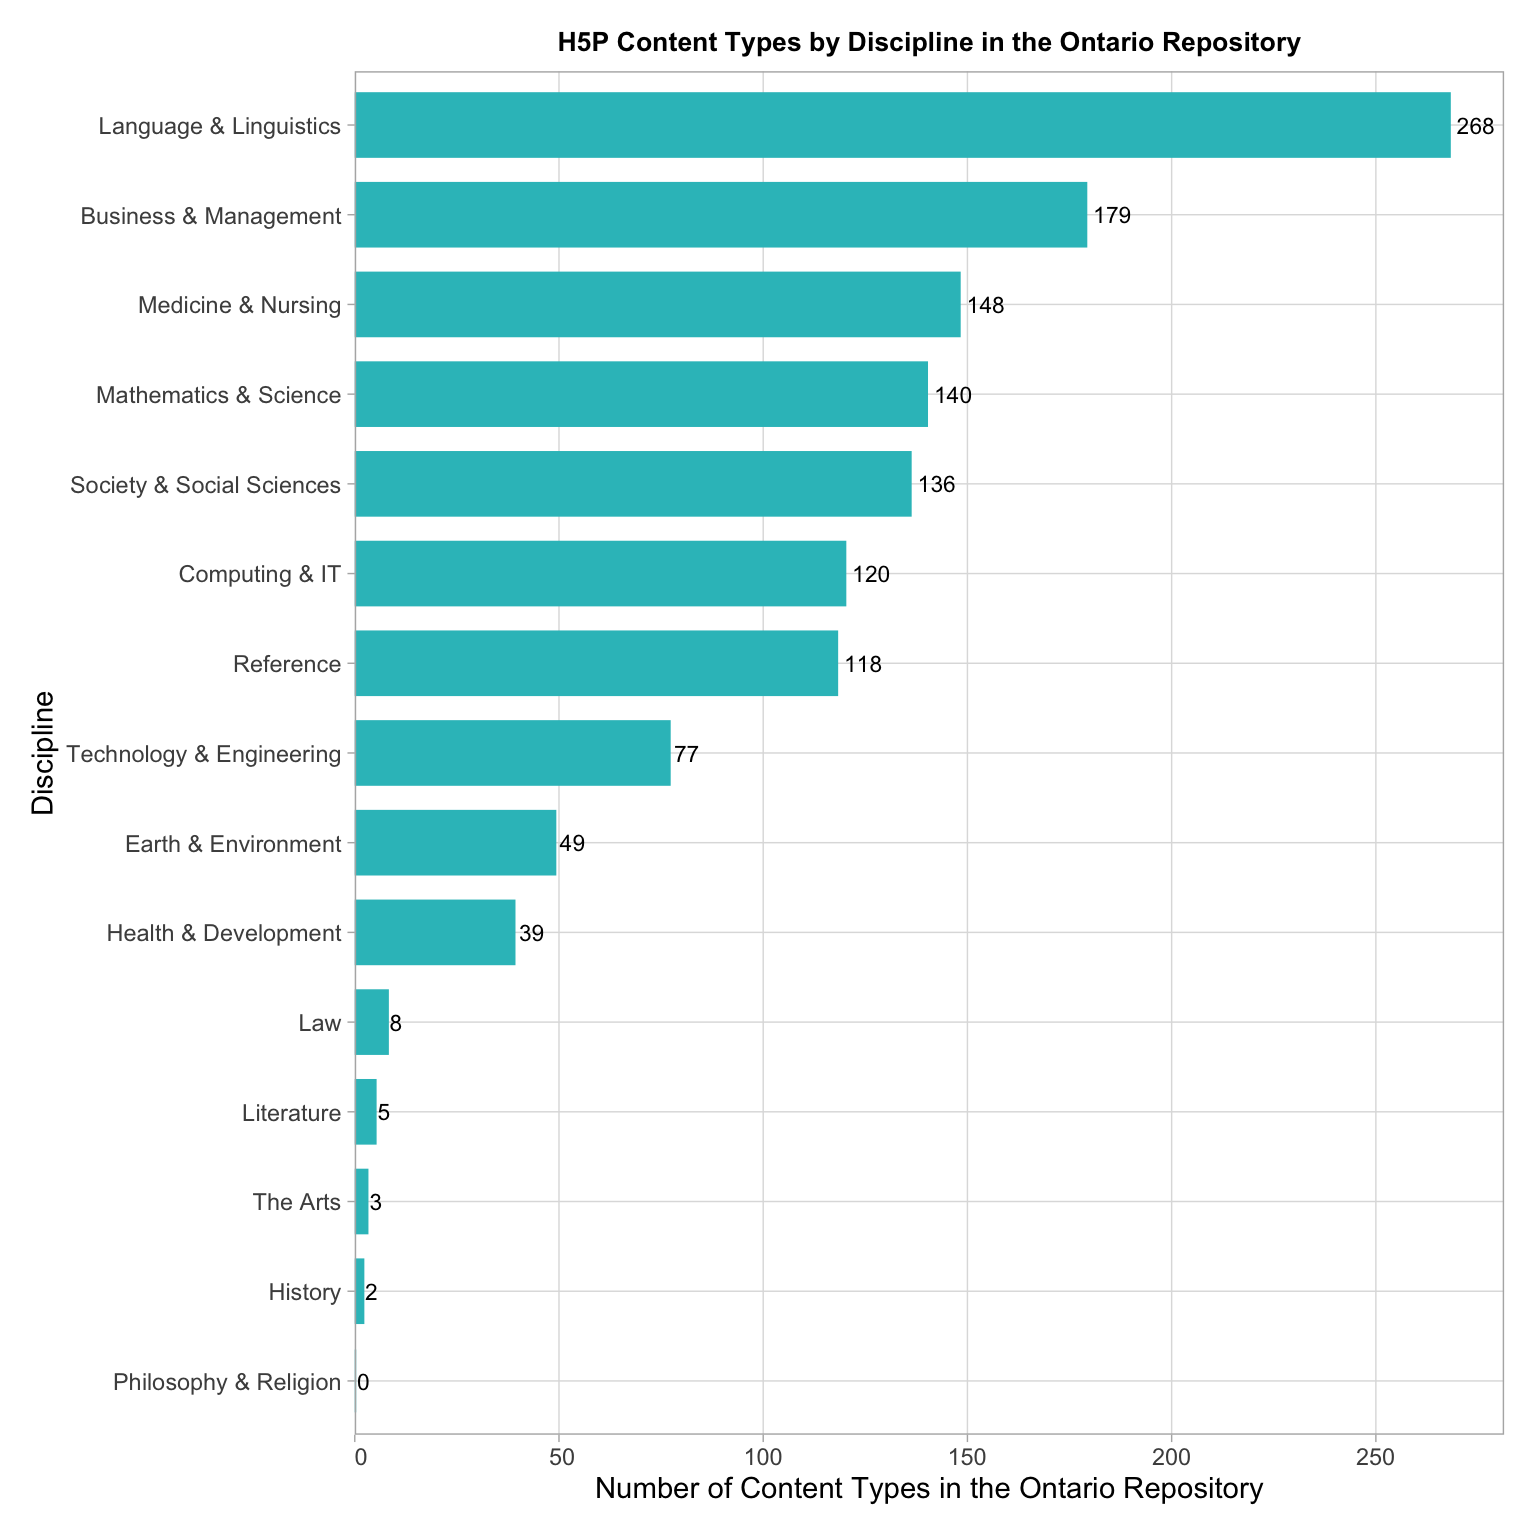 H5P Content Types by Discipline in the Ontario Repository
Language & Linguistics 268
Business & Management 179
Medicine & Nursing 148
Mathematics & Science 140
Society & Social Sciences 136
Computing & IT 120
Reference 118
Discipline
Technology & Engineering 77
Earth & Environment 49
Health & Development 39
Law 8
Literature 5
The Arts 3
History 2
Philosophy & Religion 0
0 50 100 150 200 250
Number of Content Types in the Ontario Repository